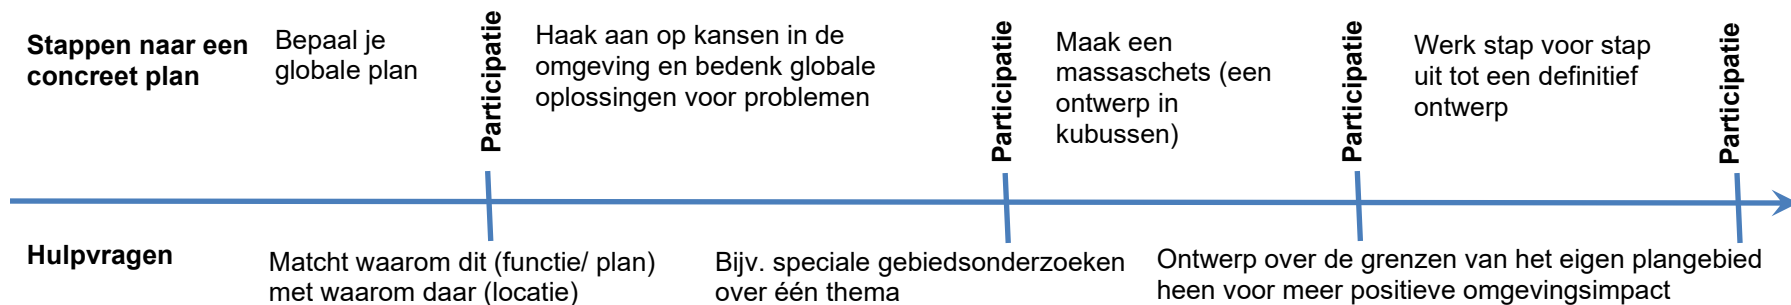 Stappen naar een
concreet plan
Bepaal je
globale plan
Participatie
Haak aan op kansen in de
omgeving en bedenk globale
oplossingen voor problemen
Participatie
Maak een
massaschets (een
ontwerp in
kubussen)
Participatie
Werk stap voor stap
uit tot een definitief
ontwerp
Participatie
Hulpvragen
Matcht waarom dit (functie/ plan)
met waarom daar (locatie)
Bijv. speciale gebiedsonderzoeken
over één thema
Ontwerp over de grenzen van het eigen plangebied
heen voor meer positieve omgevingsimpact